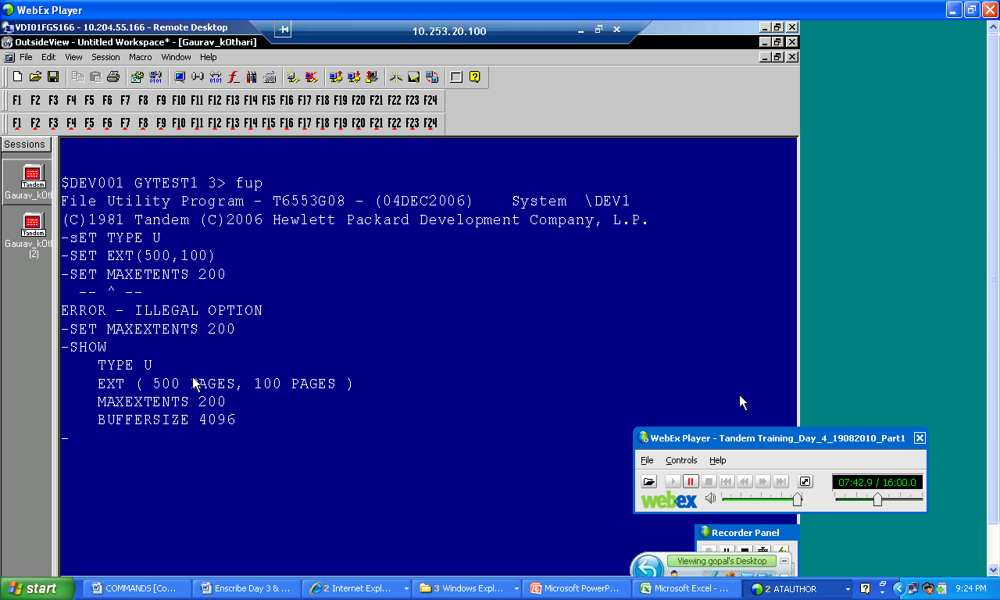 WebEx Player
VDI01FGS166 - 10.204.55.166 - Remote Desktop
10.253.20.100
OutsideView - Untitled Workspace* - [Gaurav_k0thari]
File Edit View Session Macro Window Help
F1 F2 F3 F4 F5 F6 F7 F8 F9 F10 F11 F12 F13 F14 F15 F16 F17 F18 F19 F20 F21 F22 F23 F24
F1 F2 F3 F4 F5 F6 F7 F8 F9 F10 F11 F12 F13 F14 F15 F16 F17 F18 F19 F20 F21 F22 F23 F24
Sessions
Tandem
Gaurav_k0t
Tandem
Gaurav_k0t
(2)
$DEV001 GYTEST1 3> fup
File Utility Program - T6553G08 - (04DEC2006) System \DEV1
(C)1981 Tandem (C)2006 Hewlett Packard Development Company, L.P.
-sET TYPE U
-SET EXT(500,100)
-SET MAXETENTS 200
-- ^ --
ERROR - ILLEGAL OPTION
-SET MAXEXTENTS 200
-SHOW
TYPE U
EXT ( 500 PAGES, 100 PAGES )
MAXEXTENTS 200
BUFFERSIZE 4096
-
WebEx Player - Tandem Training_Day_4_19082010_Part1
File Controls Help
07:42.9 / 16:00.0
webex
Recorder Panel
Viewing gopal's Desktop
start
COMMANDS [Co...
Enscribe Day 3 & ...
2 Internet Expl...
3 Windows Expl...
Microsoft PowerP...
Microsoft Excel - ...
2 ATAUTHOR
9:24 PM